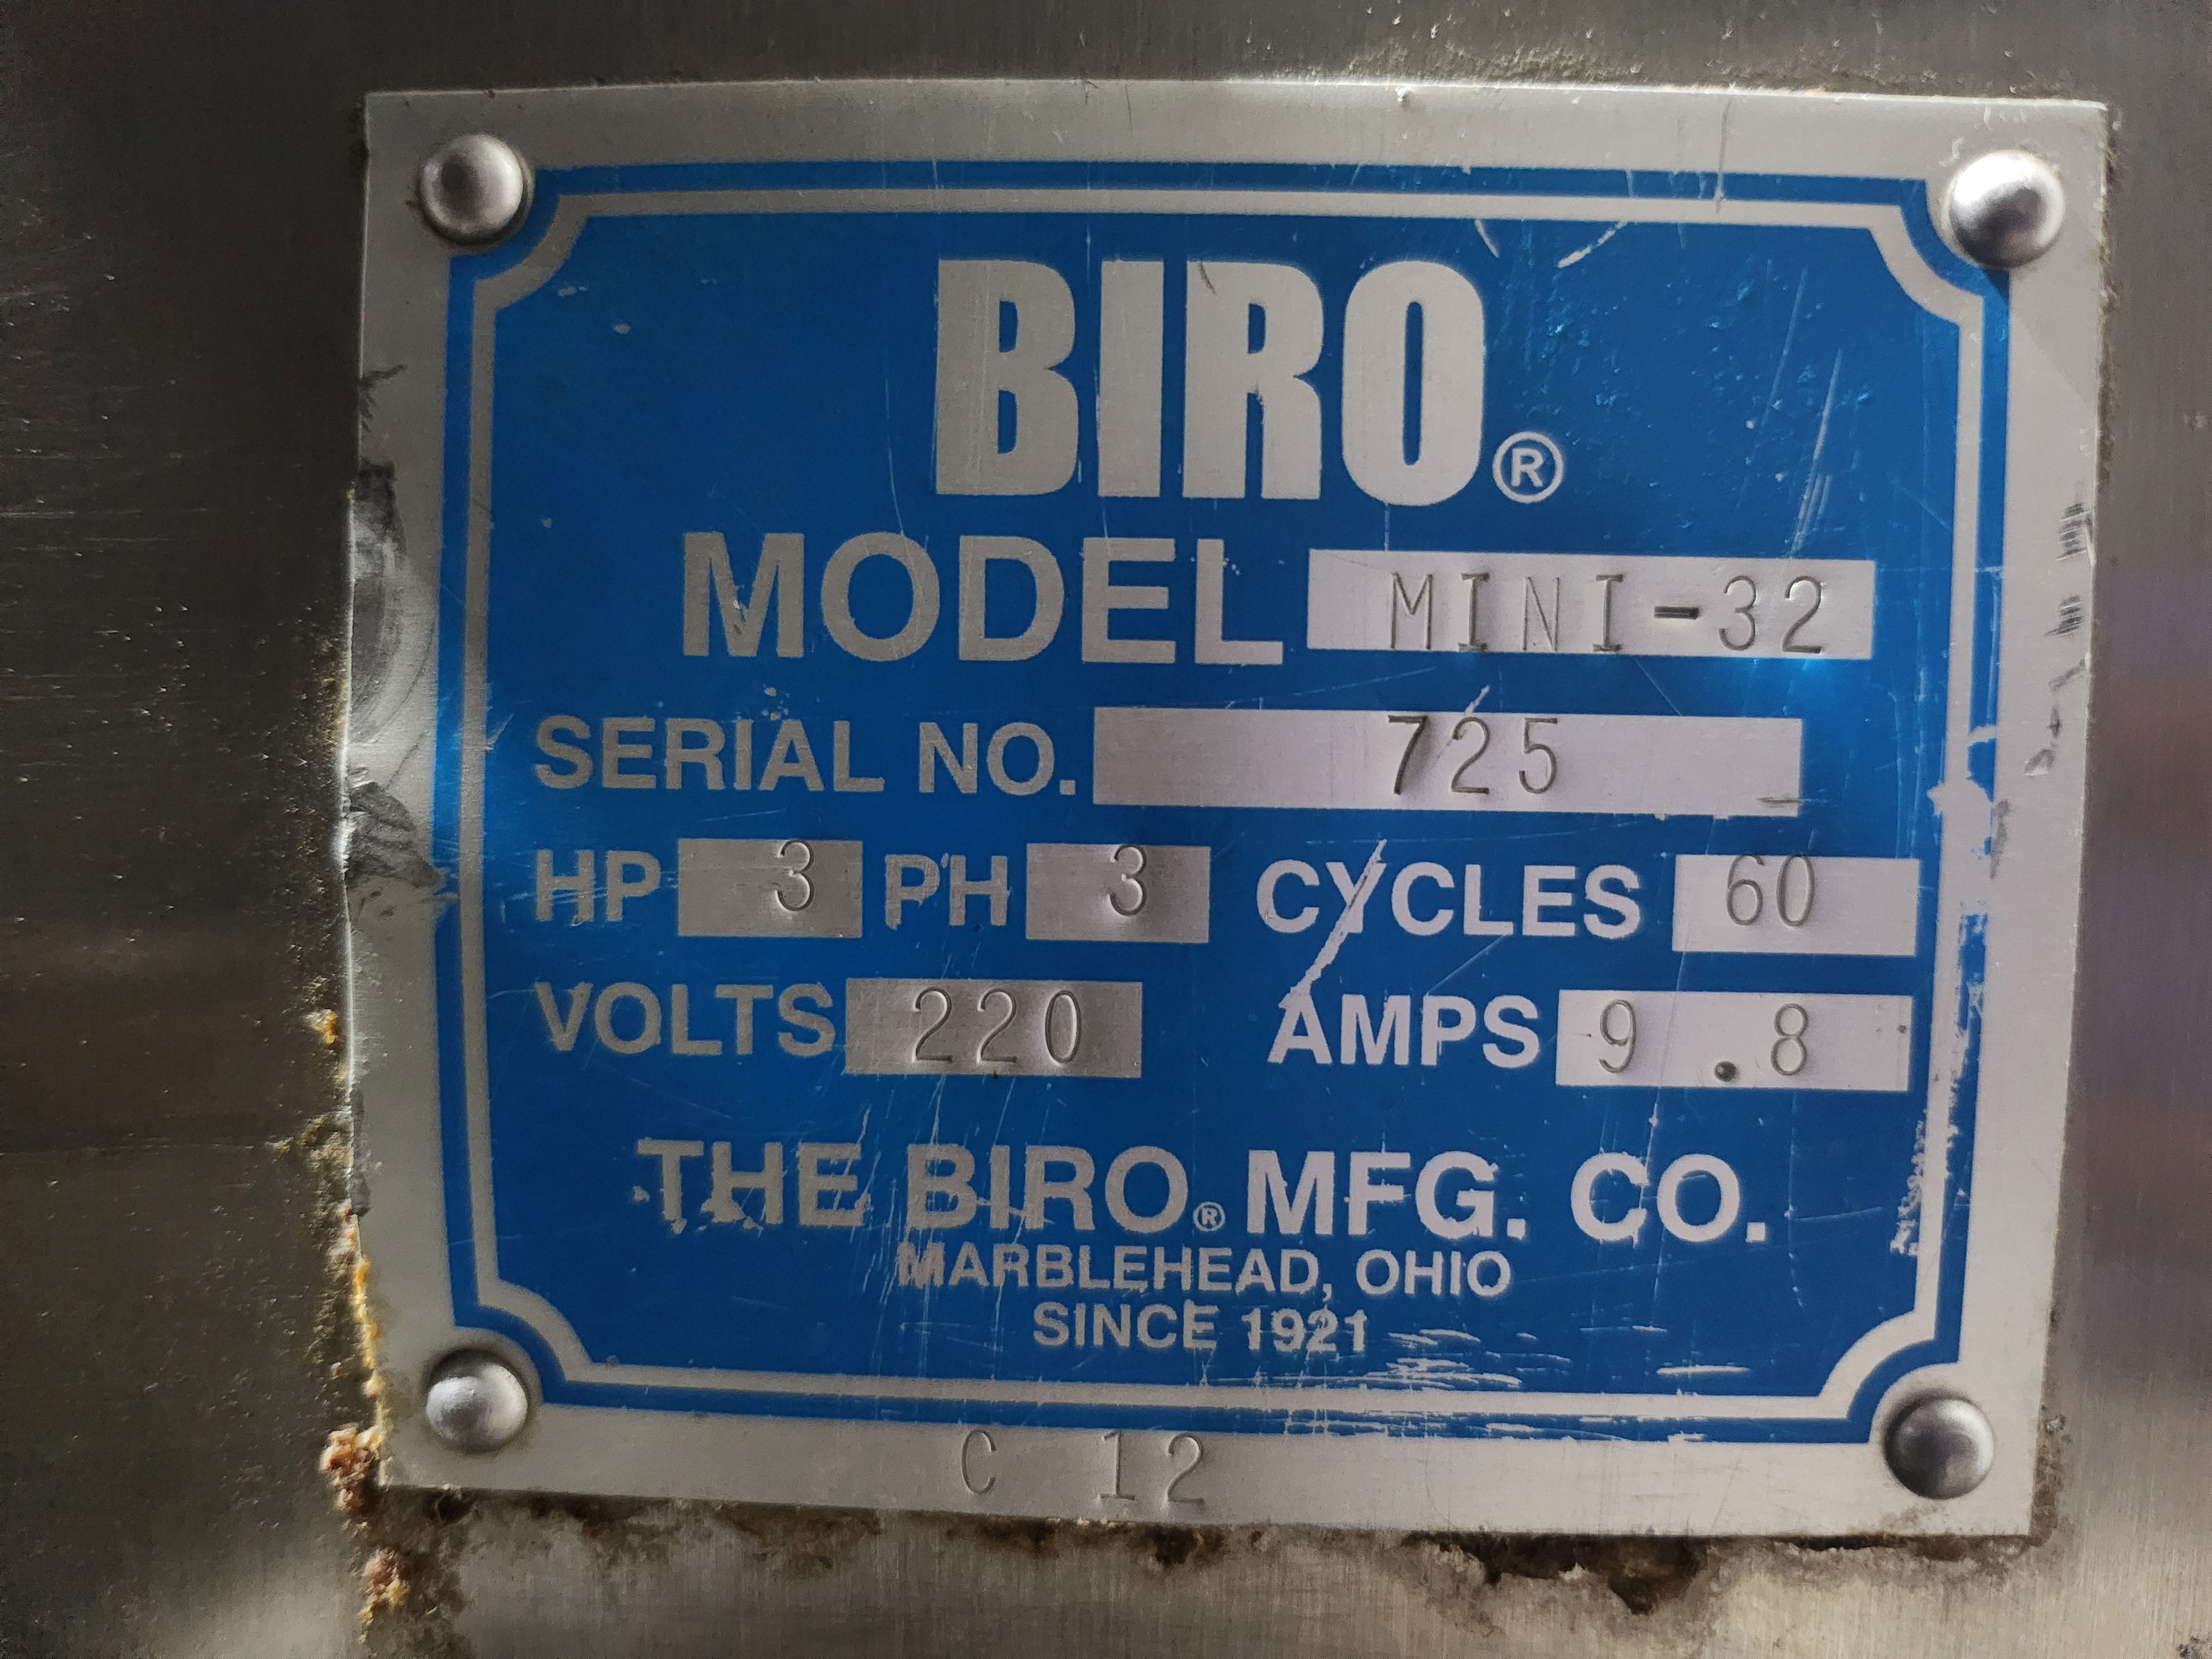 BIRO®
MODEL MINI-32
SERIAL NO. 725
HP 3 PH 3 CYCLES 60
VOLTS 220 AMPS 9.8
THE BIRO® MFG. CO.
MARBLEHEAD, OHIO
SINCE 1921
C 12